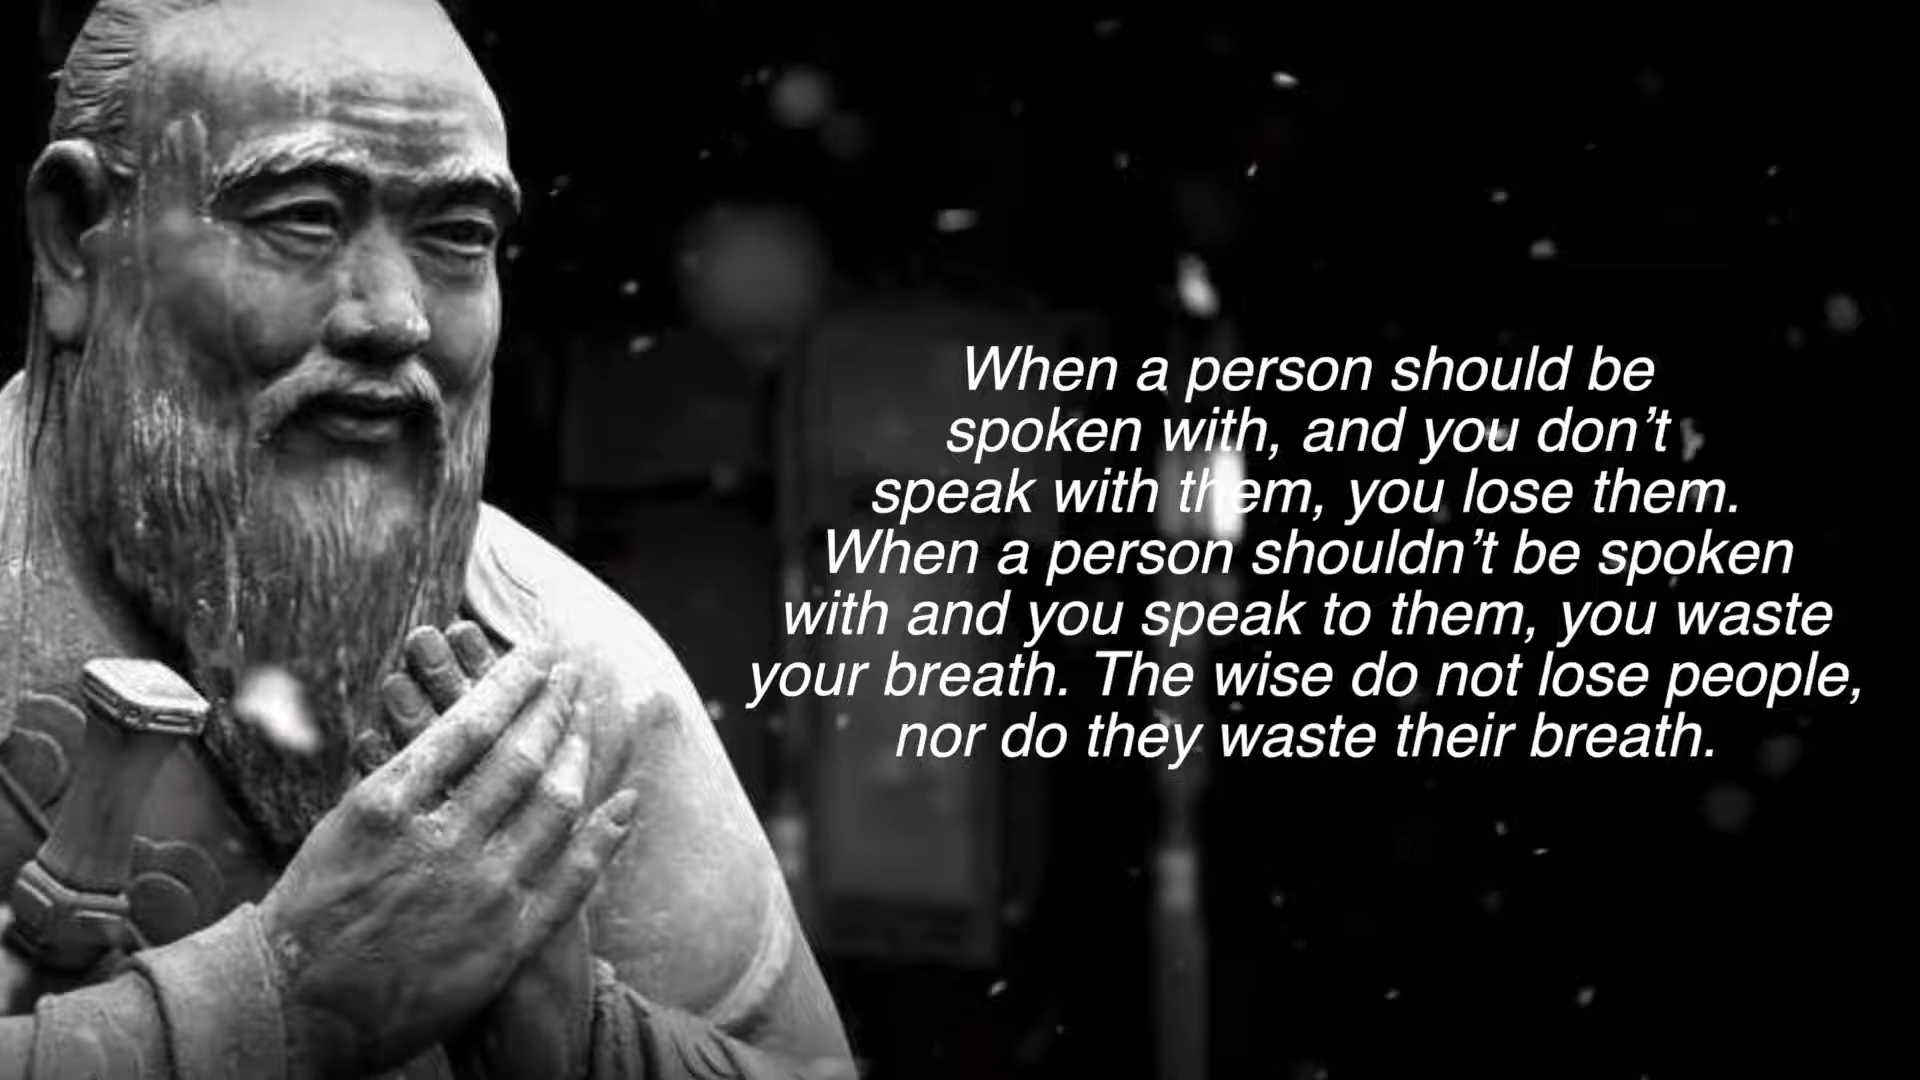 When a person should be
spoken with, and you don’t
speak with them, you lose them.
When a person shouldn’t be spoken
with and you speak to them, you waste
your breath. The wise do not lose people,
nor do they waste their breath.